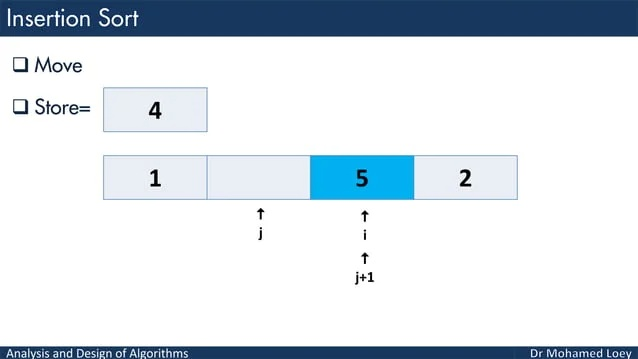 Insertion Sort
❑ Move
❑ Store= 4
1 5 2
↑ ↑
j i
↑
j+1
Analysis and Design of Algorithms Dr Mohamed Loey